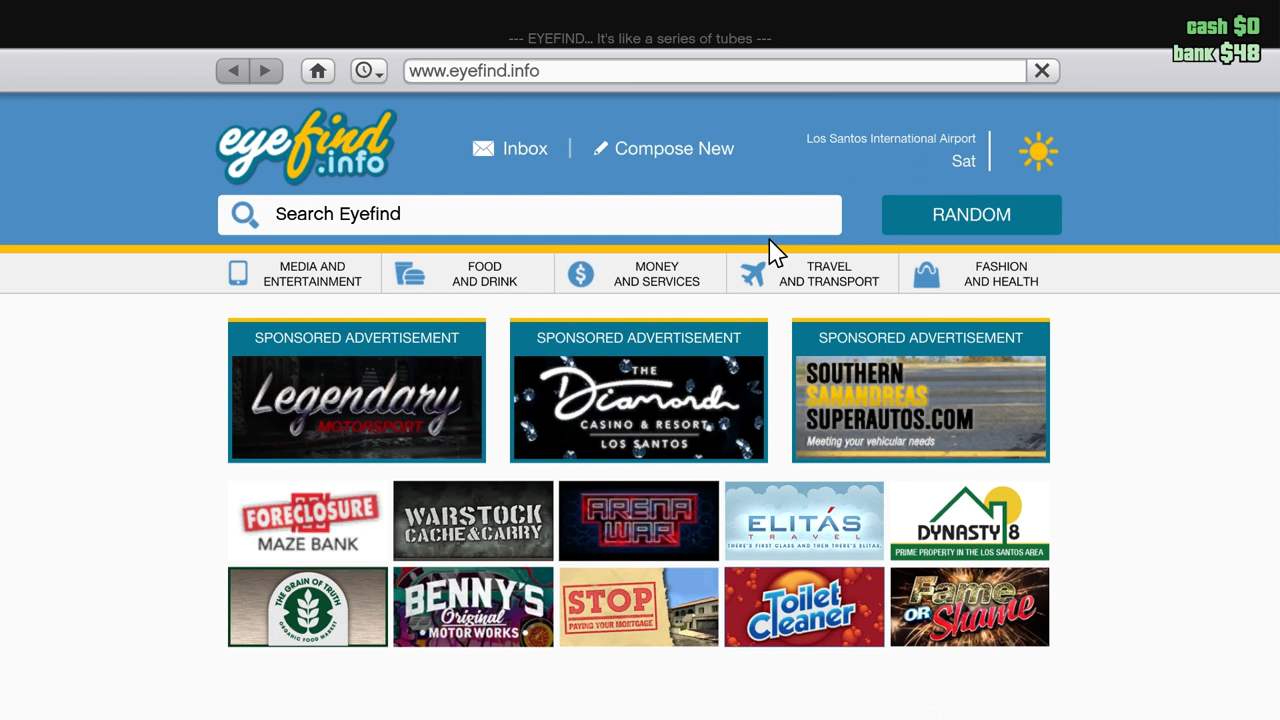 cash $0
--- EYEFIND... It's like a series of tubes ---
bank $48
www.eyefind.info
eyefind
.info
Inbox
Compose New
Los Santos International Airport
Sat
Search Eyefind
RANDOM
MEDIA AND
ENTERTAINMENT
FOOD
AND DRINK
MONEY
AND SERVICES
TRAVEL
AND TRANSPORT
FASHION
AND HEALTH
SPONSORED ADVERTISEMENT
Legendary
MOTORSPORT
SPONSORED ADVERTISEMENT
THE
Diamond
CASINO & RESORT
LOS SANTOS
SPONSORED ADVERTISEMENT
SOUTHERN
SANANDREAS
SUPERAUTOS.COM
Meeting your vehicular needs
FORECLOSURE
MAZE BANK
WARSTOCK
CACHE&CARRY
ARENA
WAR
ELITÁS
TRAVEL
THERE'S FIRST CLASS AND THEN THERE'S ELITAS.
DYNASTY 8
PRIME PROPERTY IN THE LOS SANTOS AREA
THE GRAIN OF TRUTH
ORGANIC FOOD MARKET
BENNY'S
Original
MOTOR WORKS
STOP
PAYING YOUR MORTGAGE
Toilet
Cleaner
Fame
OR Shame